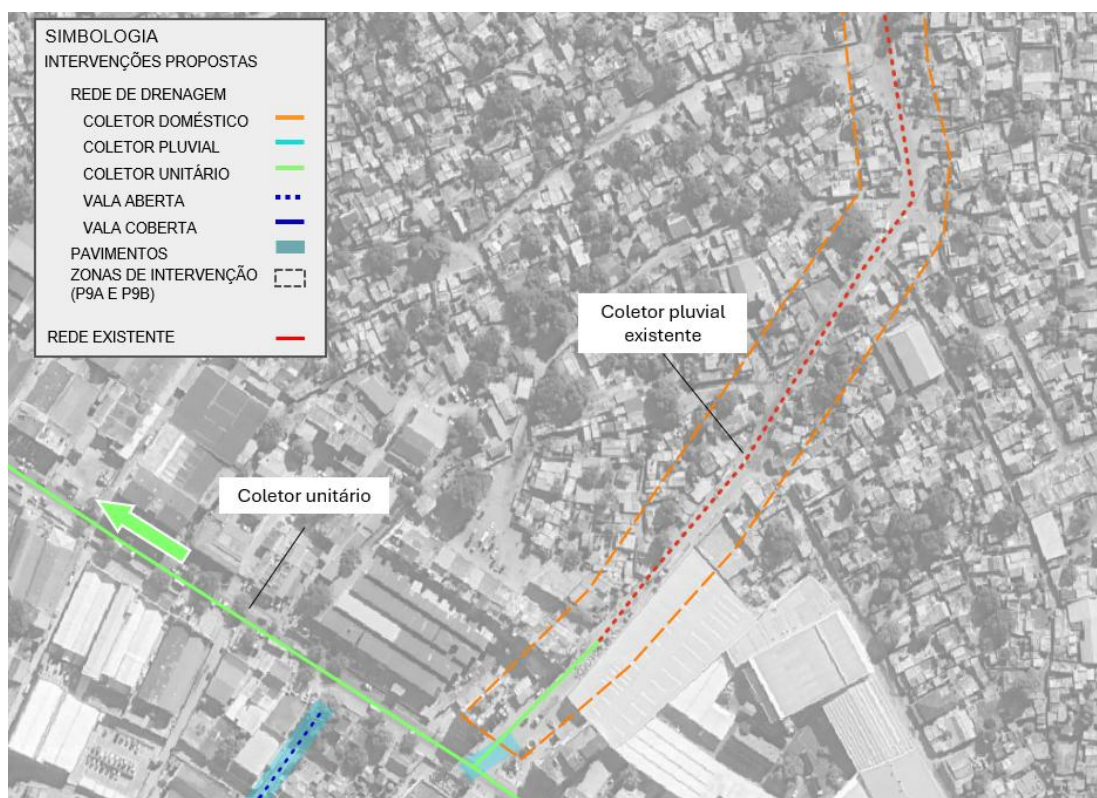 SIMBOLOGIA
INTERVENÇÕES PROPOSTAS
REDE DE DRENAGEM
COLETOR DOMÉSTICO
COLETOR PLUVIAL
COLETOR UNITÁRIO
VALA ABERTA
VALA COBERTA
PAVIMENTOS
ZONAS DE INTERVENÇÃO
(P9A E P9B)
REDE EXISTENTE
Coletor pluvial
existente
Coletor unitário